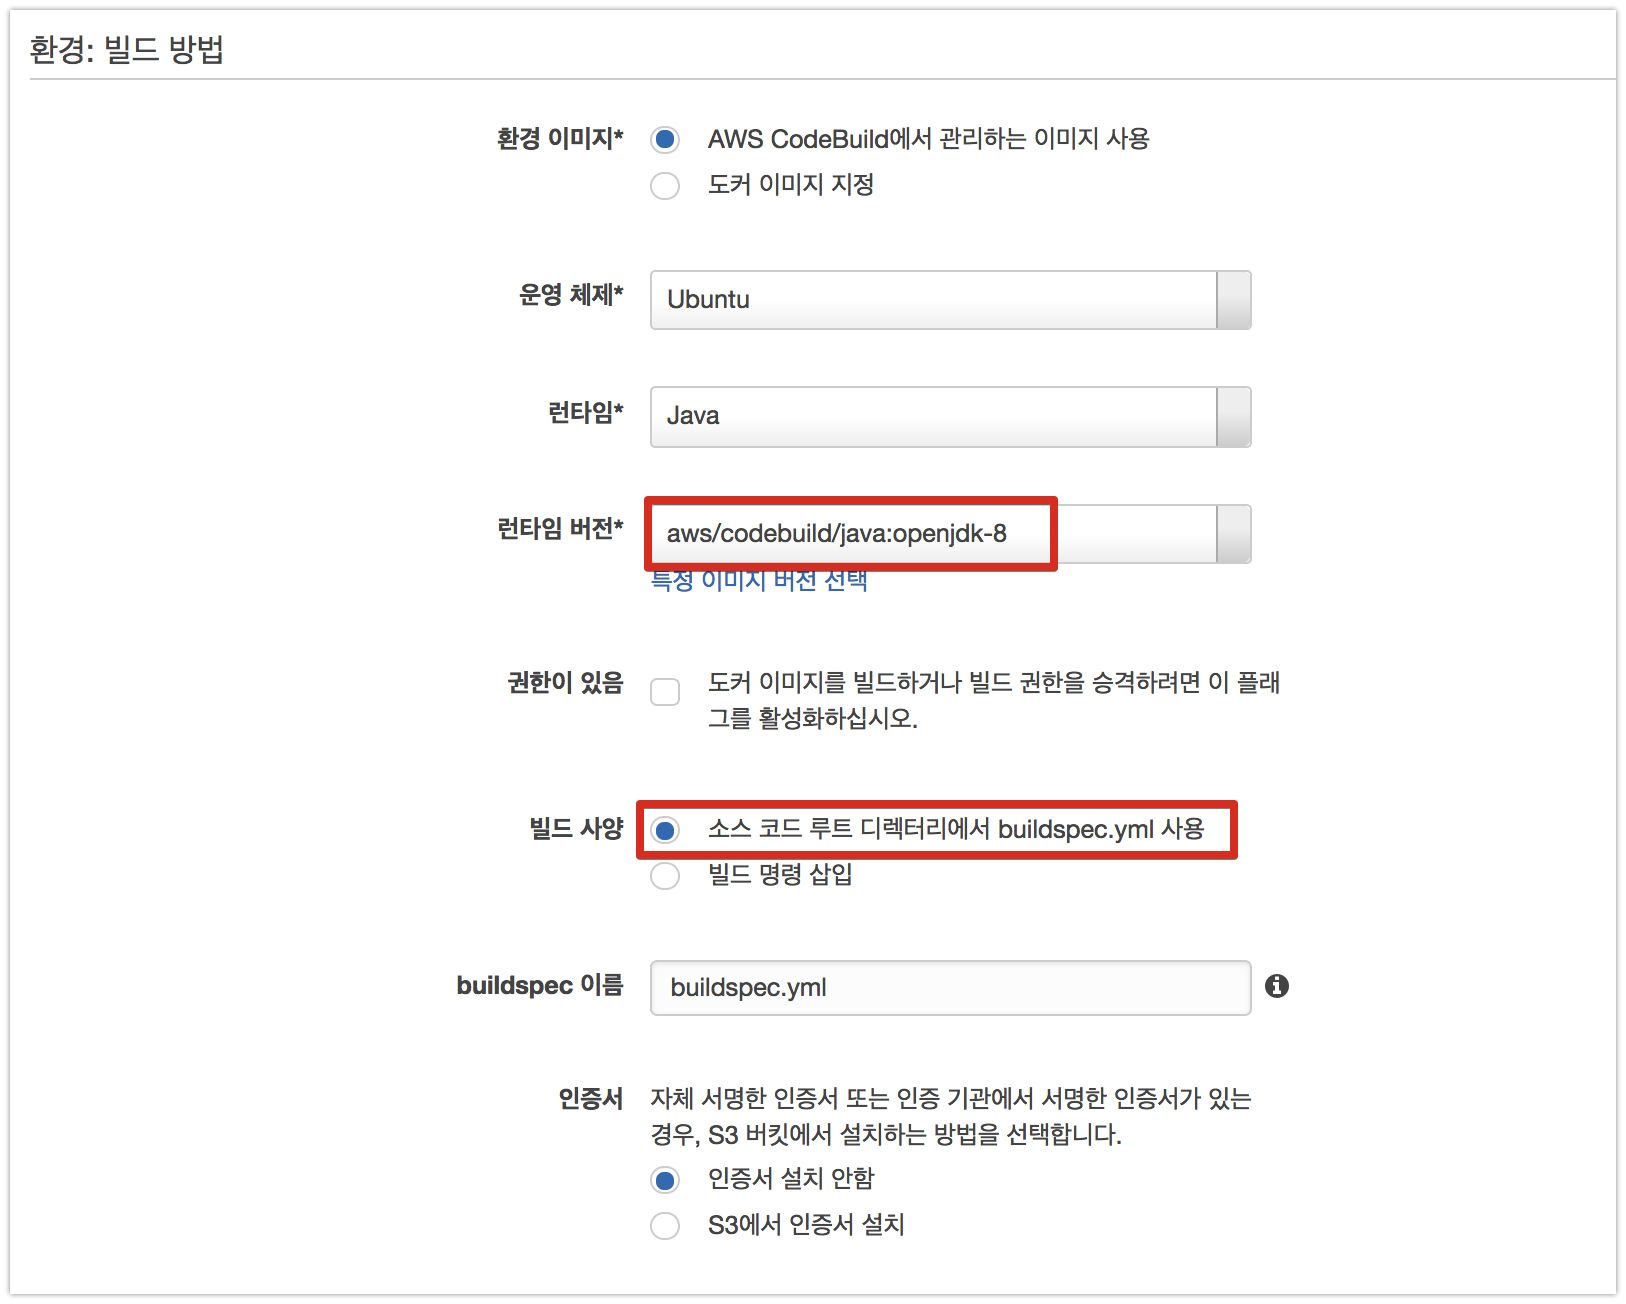 환경: 빌드 방법
환경 이미지*
AWS CodeBuild에서 관리하는 이미지 사용
도커 이미지 지정
운영 체제*
Ubuntu
런타임*
Java
런타임 버전*
aws/codebuild/java:openjdk-8
특정 이미지 버전 선택
권한이 있음
도커 이미지를 빌드하거나 빌드 권한을 승격하려면 이 플래
그를 활성화하십시오.
빌드 사양
소스 코드 루트 디렉터리에서 buildspec.yml 사용
빌드 명령 삽입
buildspec 이름
buildspec.yml
인증서
자체 서명한 인증서 또는 인증 기관에서 서명한 인증서가 있는
경우, S3 버킷에서 설치하는 방법을 선택합니다.
인증서 설치 안함
S3에서 인증서 설치